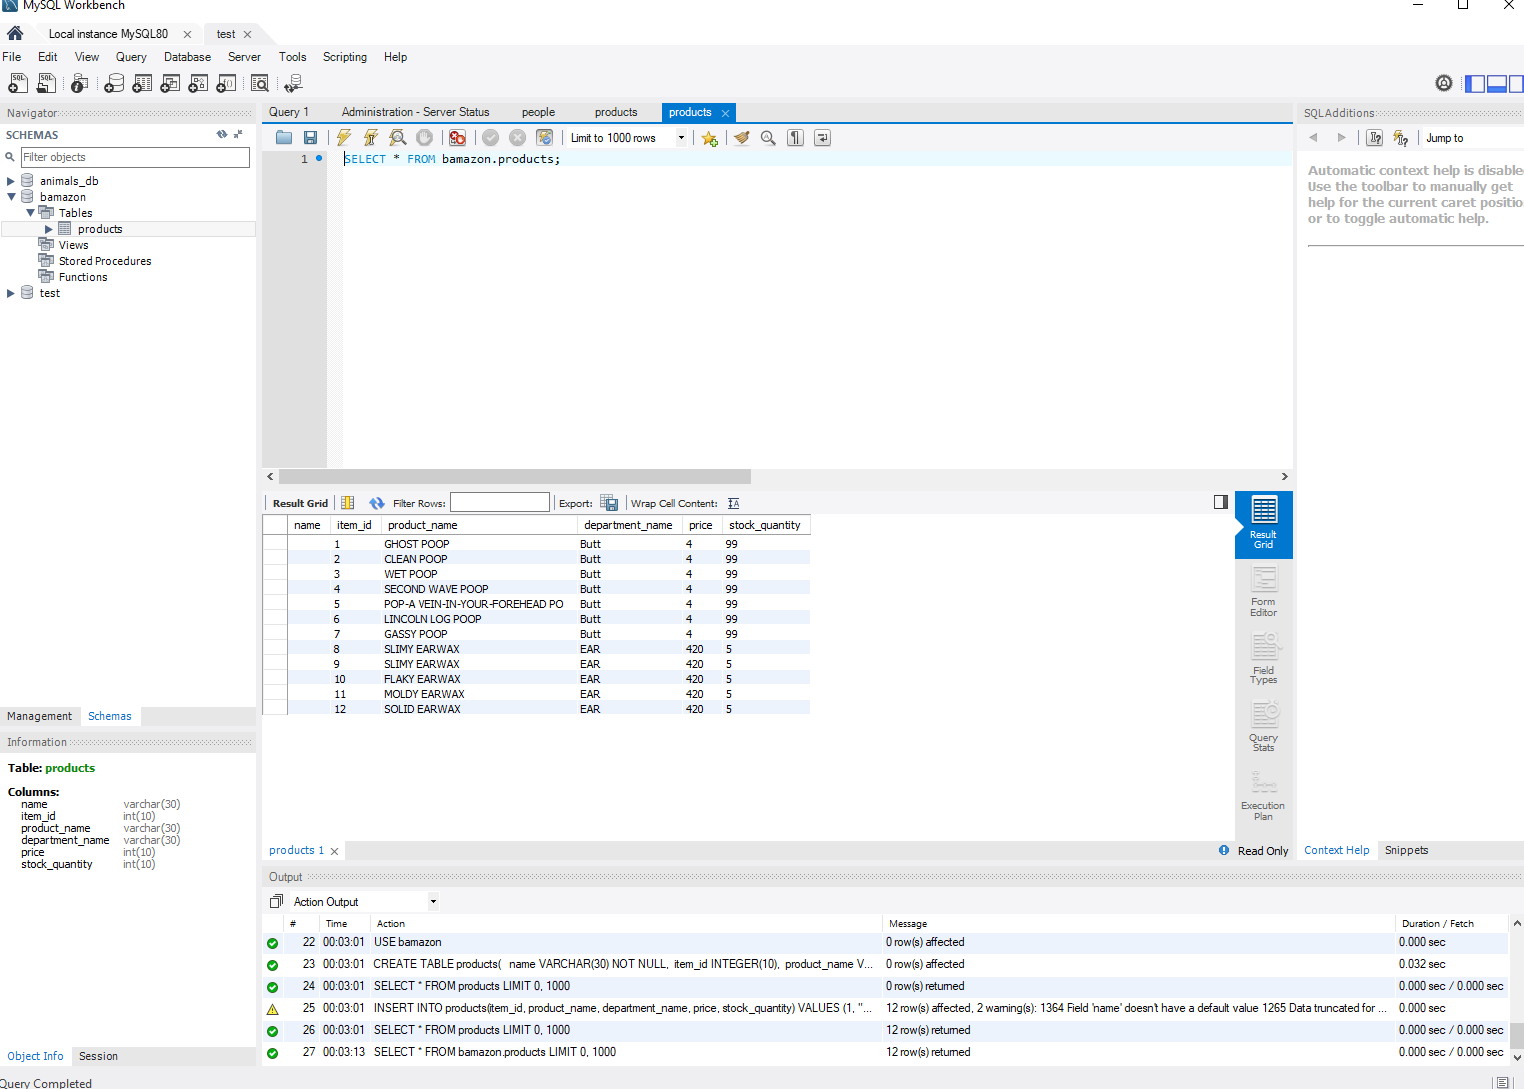 MySQL Workbench
Local instance MySQL80 test
File Edit View Query Database Server Tools Scripting Help
Navigator
SCHEMAS
Filter objects
animals_db
bamazon
Tables
products
Views
Stored Procedures
Functions
test
Management Schemas
Information
Table: products
Columns:
name varchar(30)
item_id int(10)
product_name varchar(30)
department_name varchar(30)
price int(10)
stock_quantity int(10)
Object Info Session
Query Completed
Query 1 Administration - Server Status people products products
Limit to 1000 rows
1 SELECT * FROM bamazon.products;
Result Grid Filter Rows: Export: Wrap Cell Content:
name item_id product_name department_name price stock_quantity
1 GHOST POOP Butt 4 99
2 CLEAN POOP Butt 4 99
3 WET POOP Butt 4 99
4 SECOND WAVE POOP Butt 4 99
5 POP-A VEIN-IN-YOUR-FOREHEAD PO Butt 4 99
6 LINCOLN LOG POOP Butt 4 99
7 GASSY POOP Butt 4 99
8 SLIMY EARWAX EAR 420 5
9 SLIMY EARWAX EAR 420 5
10 FLAKY EARWAX EAR 420 5
11 MOLDY EARWAX EAR 420 5
12 SOLID EARWAX EAR 420 5
Result
Grid
Form
Editor
Field
Types
Query
Stats
Execution
Plan
products 1
Read Only
SQLAdditions
Jump to
Automatic context help is disable
Use the toolbar to manually get
help for the current caret positio
or to toggle automatic help.
Context Help Snippets
Output
Action Output
# Time Action Message Duration / Fetch
22 00:03:01 USE bamazon 0 row(s) affected 0.000 sec
23 00:03:01 CREATE TABLE products( name VARCHAR(30) NOT NULL, item_id INTEGER(10), product_name V... 0 row(s) affected 0.032 sec
24 00:03:01 SELECT * FROM products LIMIT 0, 1000 0 row(s) returned 0.000 sec / 0.000 sec
25 00:03:01 INSERT INTO products(item_id, product_name, department_name, price, stock_quantity) VALUES (1, "... 12 row(s) affected, 2 warning(s): 1364 Field 'name' doesn't have a default value 1265 Data truncated for ... 0.000 sec
26 00:03:01 SELECT * FROM products LIMIT 0, 1000 12 row(s) returned 0.000 sec / 0.000 sec
27 00:03:13 SELECT * FROM bamazon.products LIMIT 0, 1000 12 row(s) returned 0.000 sec / 0.000 sec